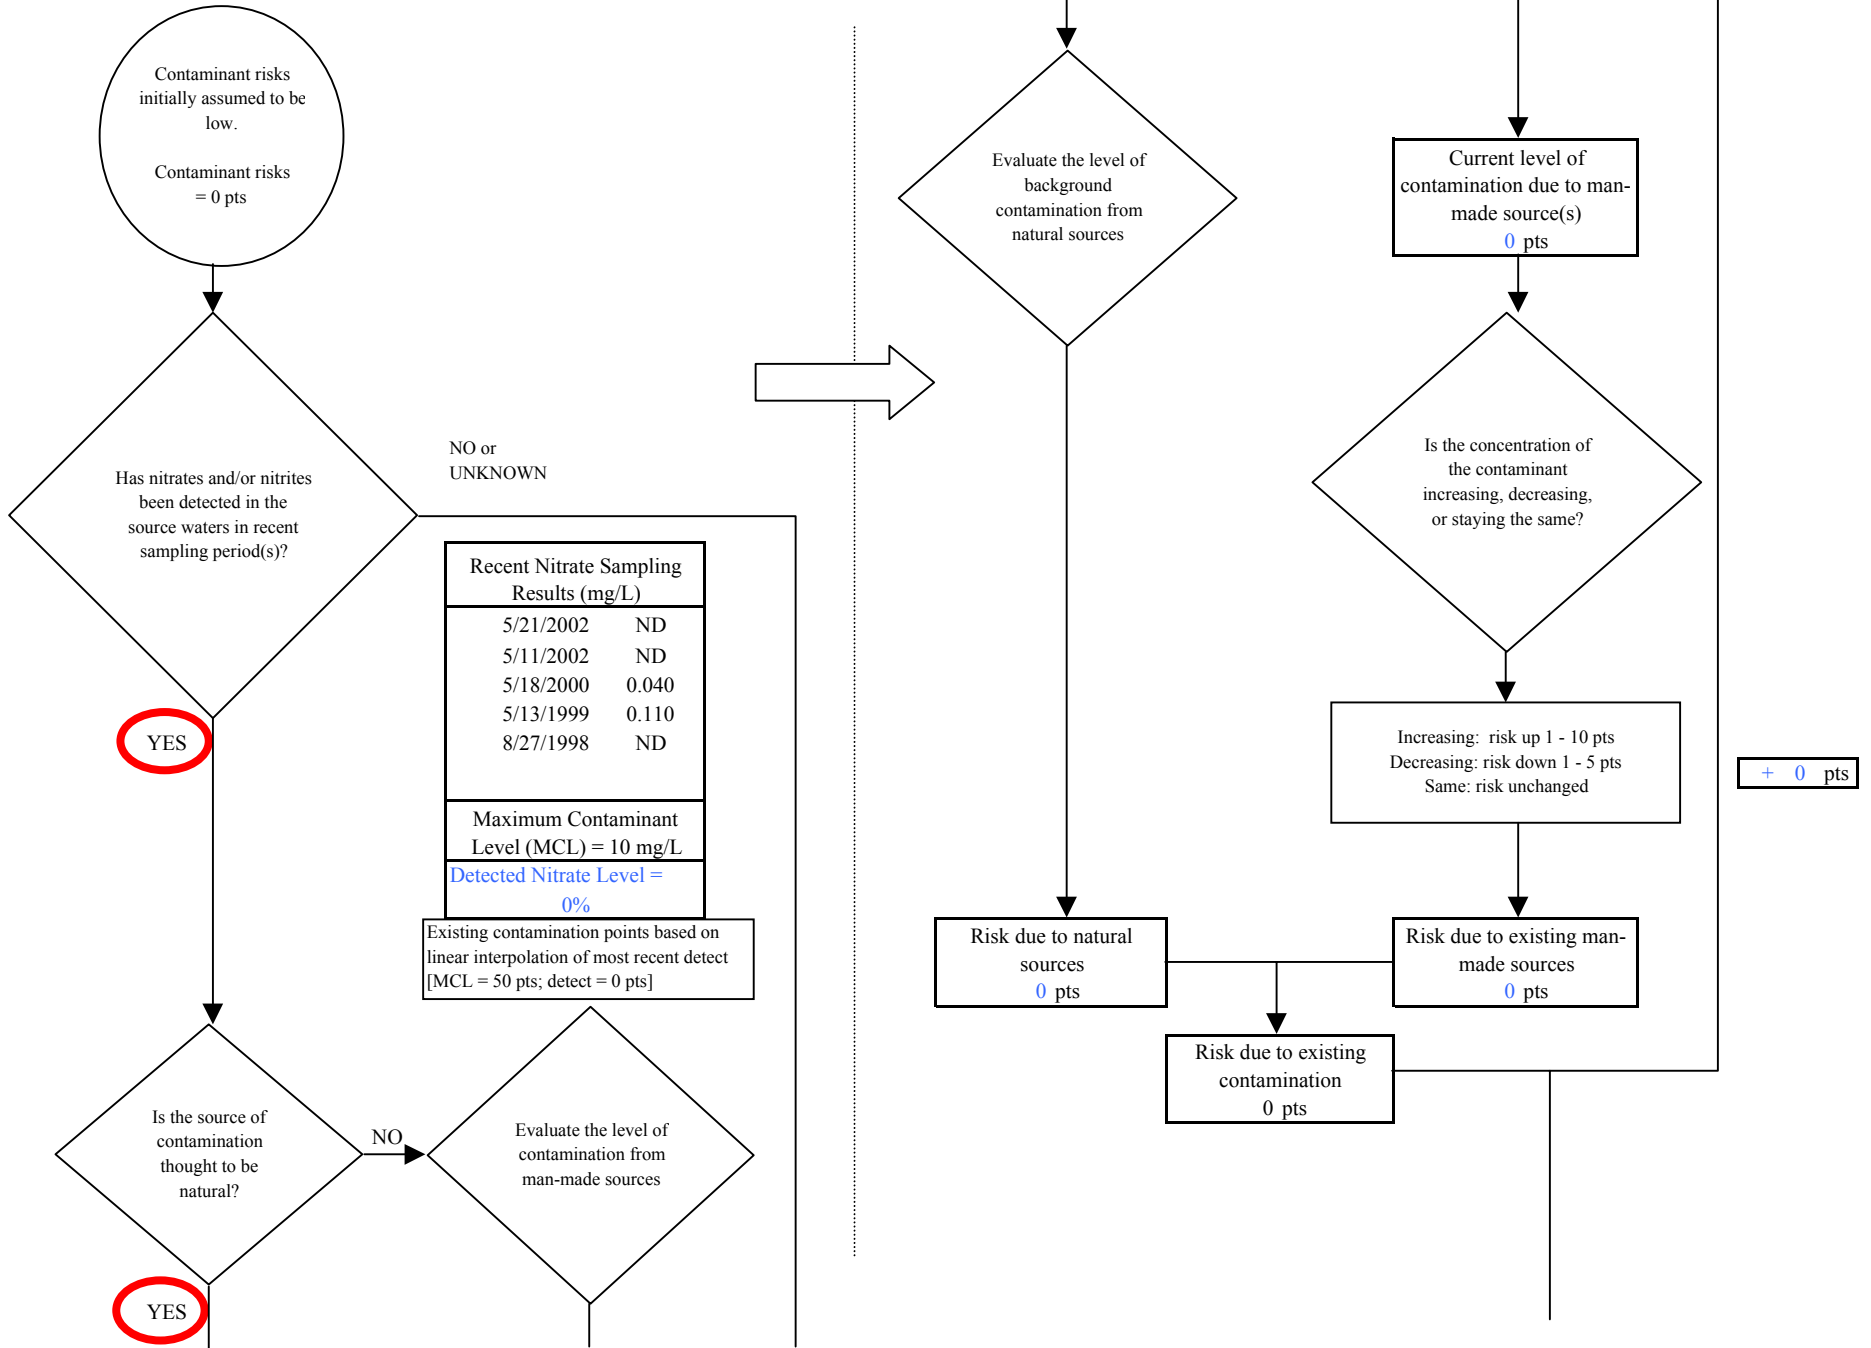 Contaminant risks
initially assumed to be
low.
Contaminant risks
= 0 pts
Has nitrates and/or nitrites
been detected in the
source waters in recent
sampling period(s)?
NO or
UNKNOWN
YES
Recent Nitrate Sampling
Results (mg/L)
5/21/2002 ND
5/11/2002 ND
5/18/2000 0.040
5/13/1999 0.110
8/27/1998 ND
Maximum Contaminant
Level (MCL) = 10 mg/L
Detected Nitrate Level =
0%
Existing contamination points based on
linear interpolation of most recent detect
[MCL = 50 pts; detect = 0 pts]
Is the source of
contamination
thought to be
natural?
NO
YES
Evaluate the level of
contamination from
man-made sources
Evaluate the level of
background
contamination from
natural sources
Current level of
contamination due to man-
made source(s)
0 pts
Is the concentration of
the contaminant
increasing, decreasing,
or staying the same?
Increasing: risk up 1 - 10 pts
Decreasing: risk down 1 - 5 pts
Same: risk unchanged
+ 0 pts
Risk due to natural
sources
0 pts
Risk due to existing man-
made sources
0 pts
Risk due to existing
contamination
0 pts